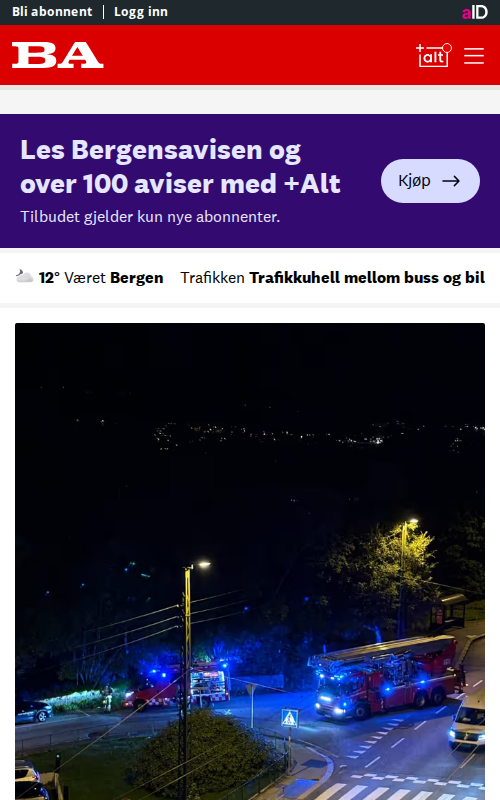 Bli abonnent | Logg inn
aID
BA
+alt
Les Bergensavisen og
over 100 aviser med +Alt
Tilbudet gjelder kun nye abonnenter.
Kjøp
12° Været Bergen
Trafikken Trafikkuhell mellom buss og bil